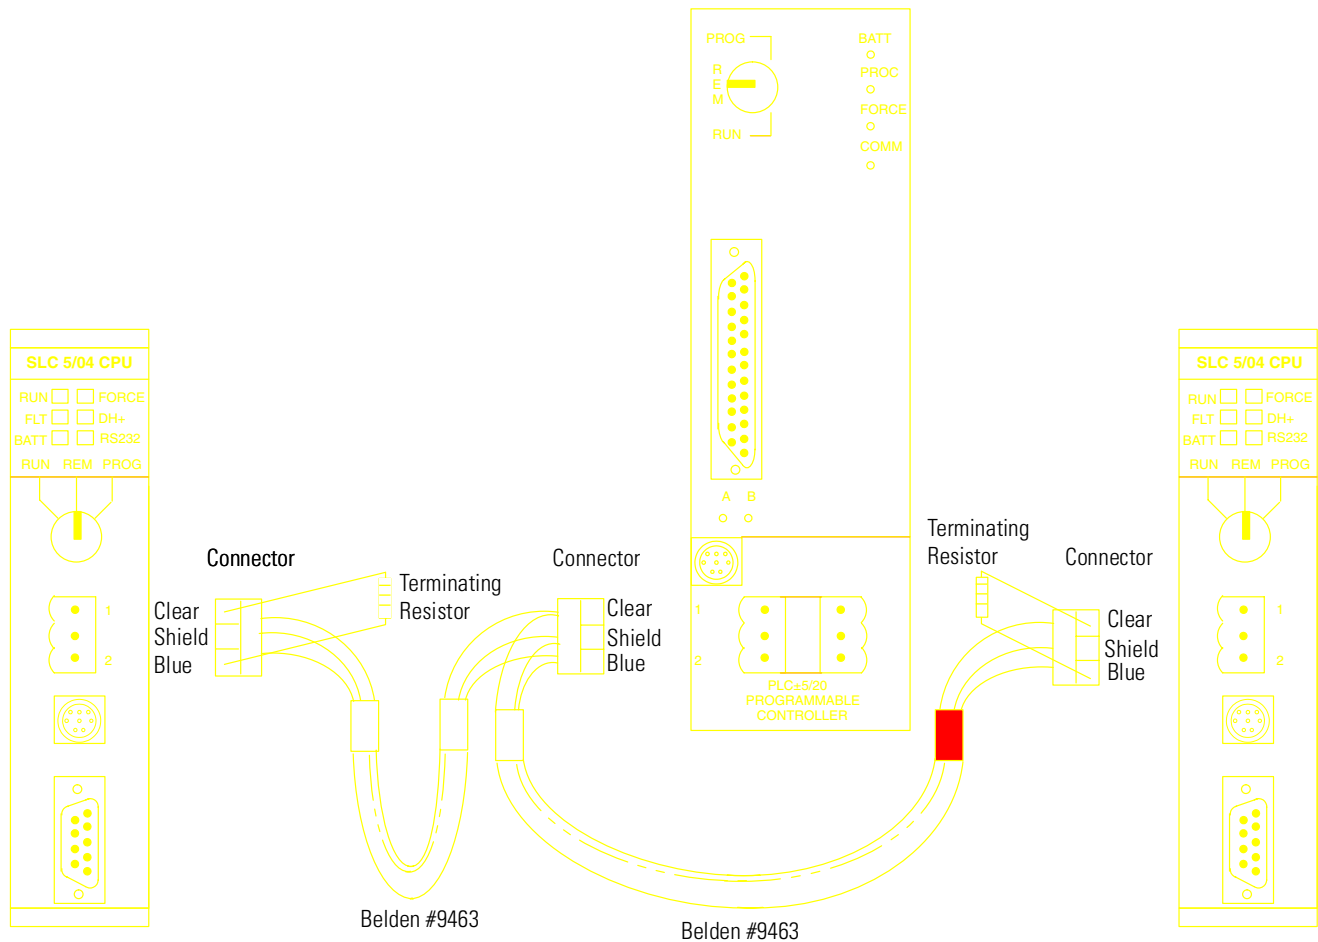 PROG
R
E
M
RUN
BATT
PROC
FORCE
COMM
A B
1
2
PLC±5/20
PROGRAMMABLE
CONTROLLER
SLC 5/04 CPU
RUN FORCE
FLT DH+
BATT RS232
RUN REM PROG
1
2
Connector
Clear
Shield
Blue
Terminating
Resistor
Connector
Clear
Shield
Blue
Terminating
Resistor
Connector
Clear
Shield
Blue
SLC 5/04 CPU
RUN FORCE
FLT DH+
BATT RS232
RUN REM PROG
1
2
Belden #9463
Belden #9463